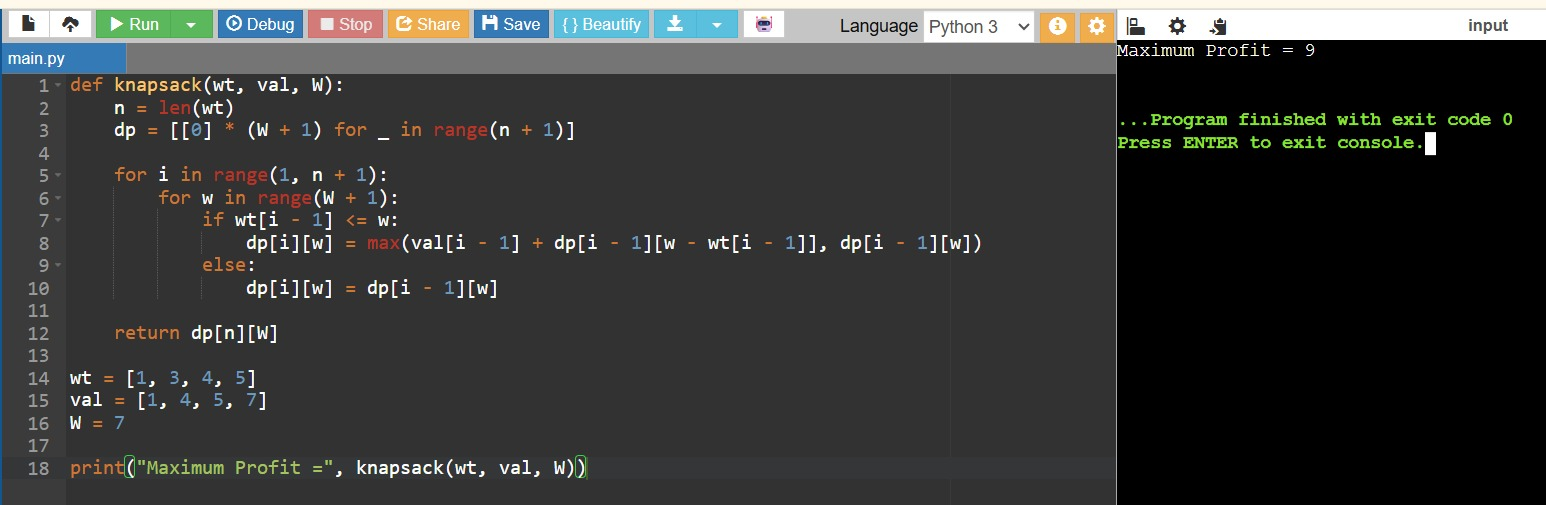 Run Debug Stop Share Save { } Beautify Language Python 3 input
main.py
1 def knapsack(wt, val, W):
2     n = len(wt)
3     dp = [[0] * (W + 1) for _ in range(n + 1)]
4
5     for i in range(1, n + 1):
6         for w in range(W + 1):
7             if wt[i - 1] <= w:
8                 dp[i][w] = max(val[i - 1] + dp[i - 1][w - wt[i - 1]], dp[i - 1][w])
9             else:
10                 dp[i][w] = dp[i - 1][w]
11
12     return dp[n][W]
13
14 wt = [1, 3, 4, 5]
15 val = [1, 4, 5, 7]
16 W = 7
17
18 print("Maximum Profit =", knapsack(wt, val, W))
Maximum Profit = 9
...Program finished with exit code 0
Press ENTER to exit console.